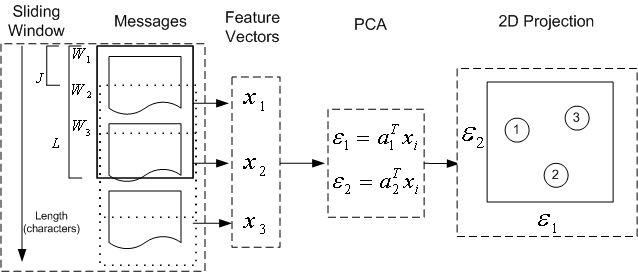 Sliding Window
Messages
Feature Vectors
PCA
2D Projection
W₁
J
W₂
W₃
L
Length (characters)
x₁
x₂
x₃
ε₁ = a₁ᵀxᵢ
ε₂ = a₂ᵀxᵢ
ε₂
1
3
2
ε₁